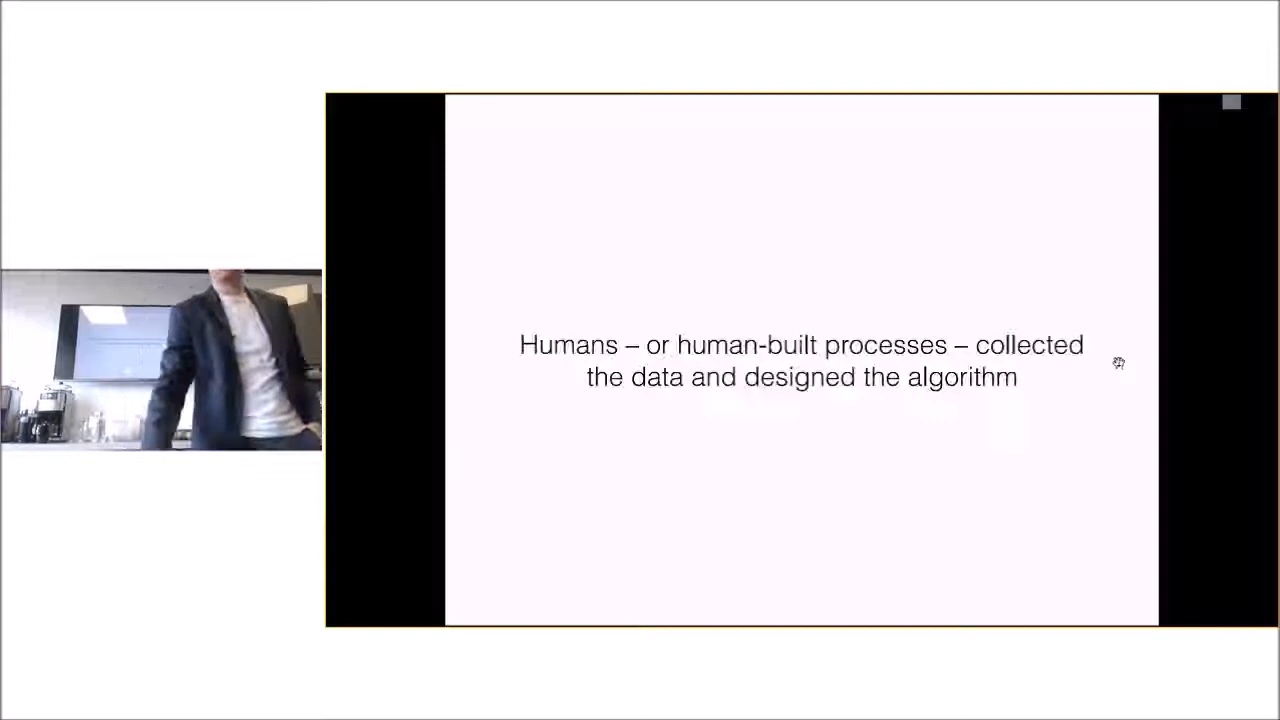 Humans – or human-built processes – collected
the data and designed the algorithm